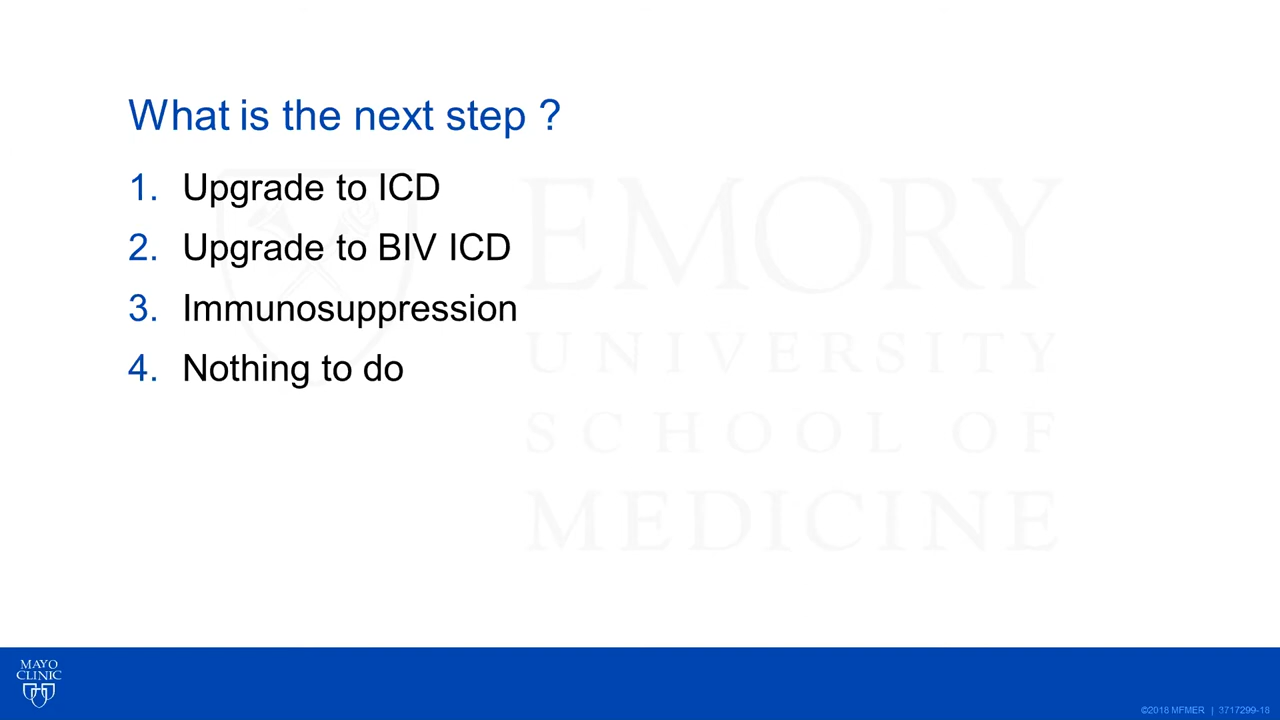 What is the next step ?
1. Upgrade to ICD
2. Upgrade to BIV ICD
3. Immunosuppression
4. Nothing to do
EMORY
UNIVERSITY
SCHOOL OF
MEDICINE
MAYO
CLINIC
©2018 MFMER | 3717299-18